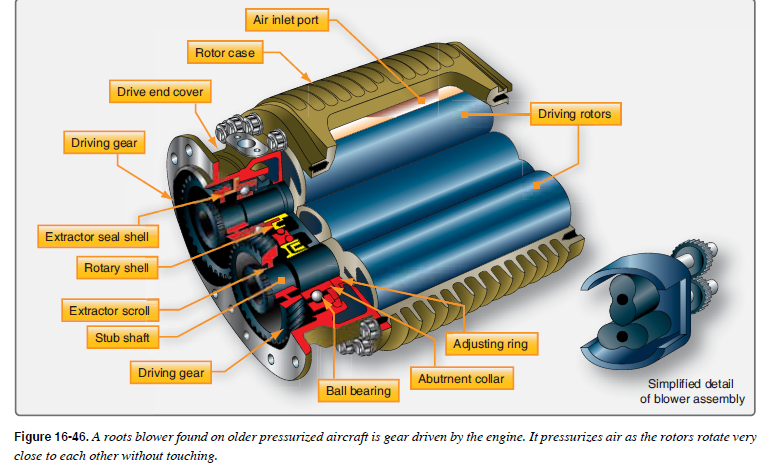 Air inlet port
Rotor case
Drive end cover
Driving rotors
Driving gear
Extractor seal shell
Rotary shell
Extractor scroll
Stub shaft
Driving gear
Ball bearing
Abutnent collar
Adjusting ring
Simplified detail
of blower assembly
Figure 16-46. A roots blower found on older pressurized aircraft is gear driven by the engine. It pressurizes air as the rotors rotate very
close to each other without touching.